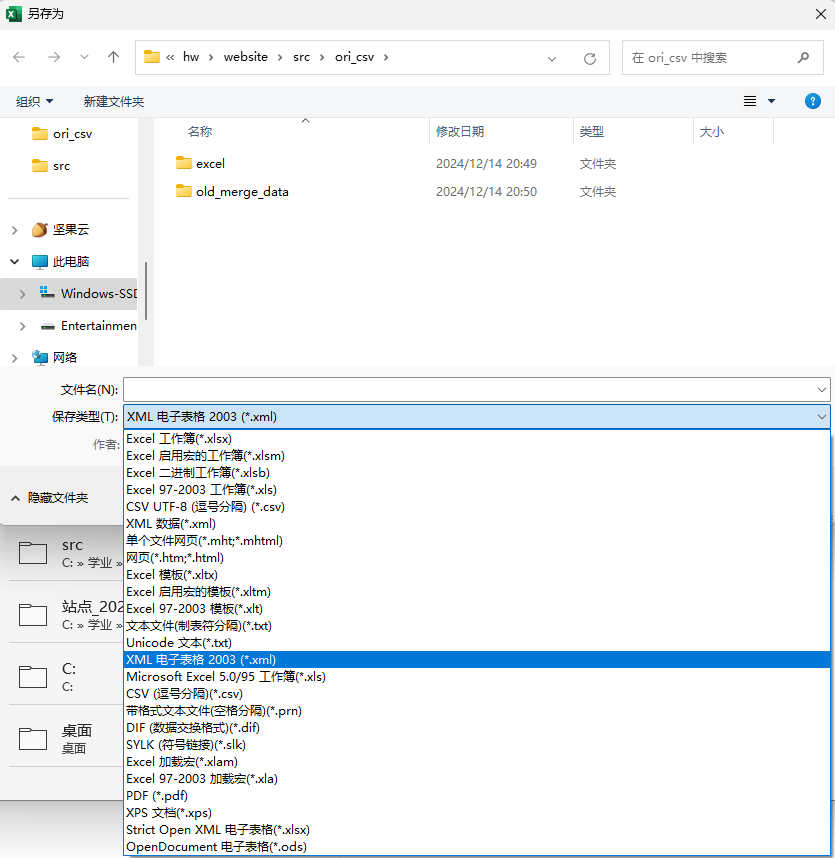 另存为
« hw › website › src › ori_csv ›
在 ori_csv 中搜索
组织 新建文件夹
名称 修改日期 类型 大小
ori_csv
src
excel 2024/12/14 20:49 文件夹
old_merge_data 2024/12/14 20:50 文件夹
坚果云
此电脑
Windows-SSD
Entertainmen
网络
文件名(N):
保存类型(T): XML 电子表格 2003 (*.xml)
作者:
隐藏文件夹
Excel 工作簿(*.xlsx)
Excel 启用宏的工作簿(*.xlsm)
Excel 二进制工作簿(*.xlsb)
Excel 97-2003 工作簿(*.xls)
CSV UTF-8 (逗号分隔) (*.csv)
XML 数据(*.xml)
单个文件网页(*.mht;*.mhtml)
网页(*.htm;*.html)
Excel 模板(*.xltx)
Excel 启用宏的模板(*.xltm)
Excel 97-2003 模板(*.xlt)
文本文件(制表符分隔)(*.txt)
Unicode 文本(*.txt)
XML 电子表格 2003 (*.xml)
Microsoft Excel 5.0/95 工作簿(*.xls)
CSV (逗号分隔)(*.csv)
带格式文本文件(空格分隔)(*.prn)
DIF (数据交换格式)(*.dif)
SYLK (符号链接)(*.slk)
Excel 加载宏(*.xlam)
Excel 97-2003 加载宏(*.xla)
PDF (*.pdf)
XPS 文档(*.xps)
Strict Open XML 电子表格(*.xlsx)
OpenDocument 电子表格(*.ods)
src
C: » 学业 »
站点_202
C: » 学业 »
C:
C:
桌面
桌面